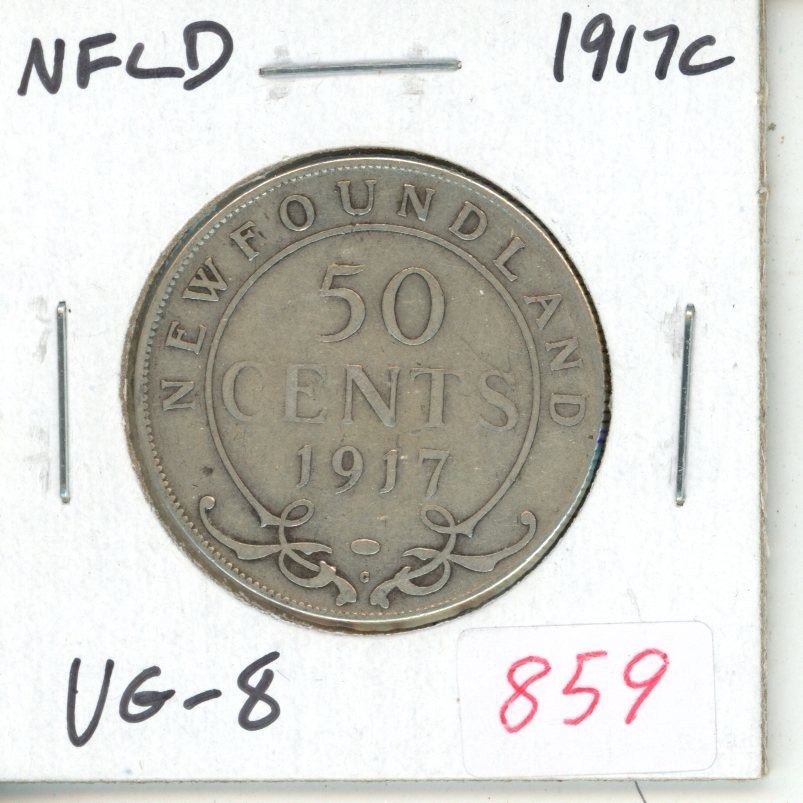 NFLD 1917C
NEWFOUNDLAND
50
CENTS
1917
C
VG-8
859